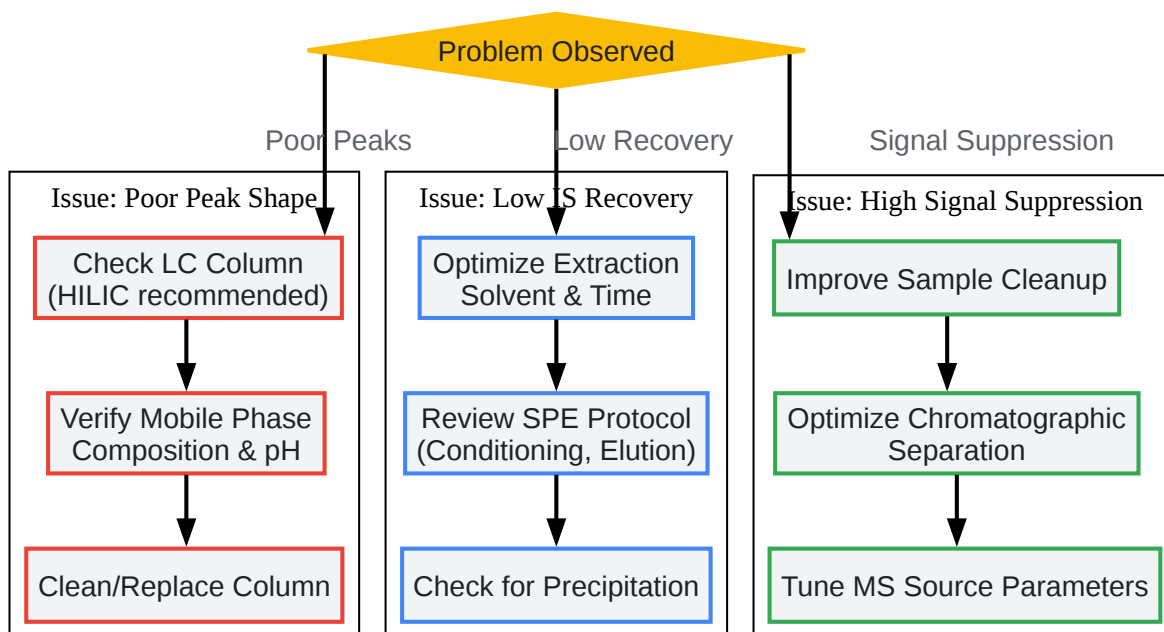 Problem Observed
Poor Peaks
Low Recovery
Signal Suppression
Issue: Poor Peak Shape
Check LC Column
(HILIC recommended)
Verify Mobile Phase
Composition & pH
Clean/Replace Column
Issue: Low IS Recovery
Optimize Extraction
Solvent & Time
Review SPE Protocol
(Conditioning, Elution)
Check for Precipitation
Issue: High Signal Suppression
Improve Sample Cleanup
Optimize Chromatographic
Separation
Tune MS Source Parameters